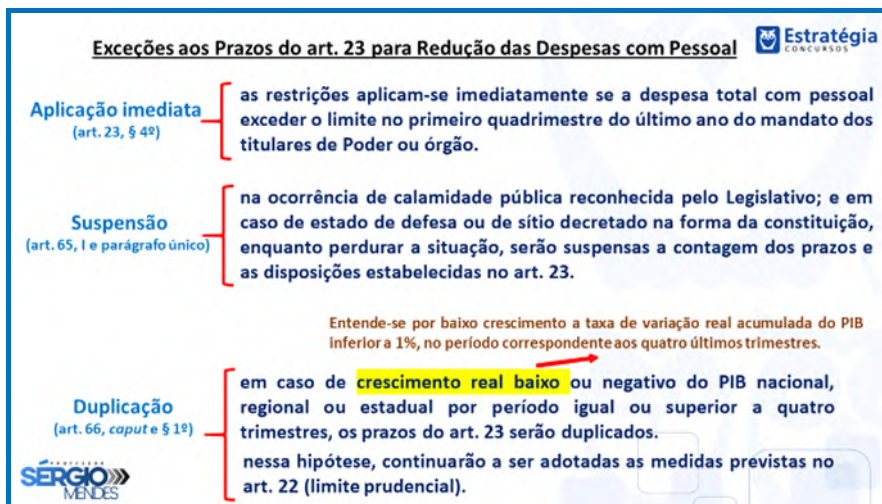 Exceções aos Prazos do art. 23 para Redução das Despesas com Pessoal
Estratégia
CONCURSOS
Aplicação imediata
(art. 23, § 4º)
as restrições aplicam-se imediatamente se a despesa total com pessoal
exceder o limite no primeiro quadrimestre do último ano do mandato dos
titulares de Poder ou órgão.
Suspensão
(art. 65, I e parágrafo único)
na ocorrência de calamidade pública reconhecida pelo Legislativo; e em
caso de estado de defesa ou de sítio decretado na forma da constituição,
enquanto perdurar a situação, serão suspensas a contagem dos prazos e
as disposições estabelecidas no art. 23.
Entende-se por baixo crescimento a taxa de variação real acumulada do PIB
inferior a 1%, no período correspondente aos quatro últimos trimestres.
Duplicação
(art. 66, caput e § 1º)
em caso de crescimento real baixo ou negativo do PIB nacional,
regional ou estadual por período igual ou superior a quatro
trimestres, os prazos do art. 23 serão duplicados.
nessa hipótese, continuarão a ser adotadas as medidas previstas no
art. 22 (limite prudencial).
PROFESSOR
SÉRGIO
MENDES